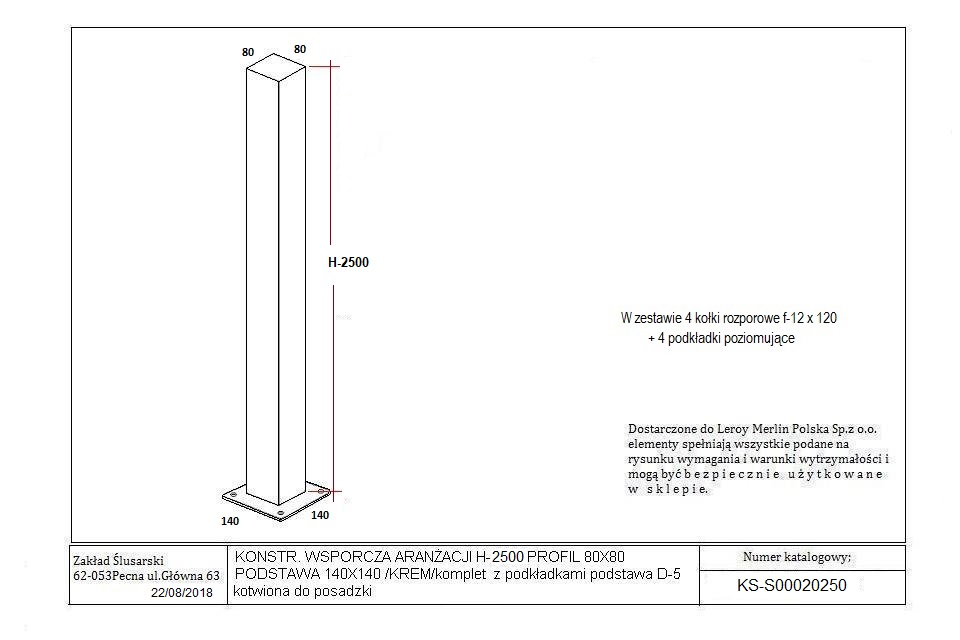 80 80
H-2500
W zestawie 4 kołki rozporowe f-12 x 120
+ 4 podkładki poziomujące
Dostarczone do Leroy Merlin Polska Sp.z o.o.
elementy spełniają wszystkie podane na
rysunku wymagania i warunki wytrzymałości i
mogą być b e z p i e c z n i e u ż y t k o w a n e
w s k l e p i e.
140 140
Zakład Ślusarski
62-053Pecna ul.Główna 63
22/08/2018
KONSTR. WSPORCZA ARANŻACJI H-2500 PROFIL 80X80
PODSTAWA 140X140 /KREM/komplet z podkładkami podstawa D-5
kotwiona do posadzki
Numer katalogowy;
KS-S00020250